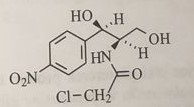 HO H
OH
HN H
O₂N
O
Cl—CH₂